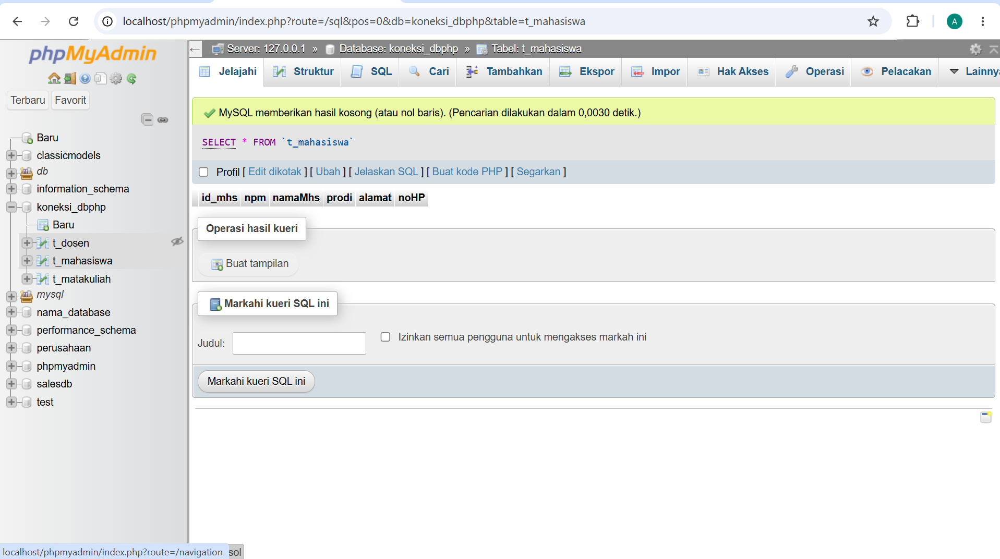 localhost/phpmyadmin/index.php?route=/sql&pos=0&db=koneksi_dbphp&table=t_mahasiswa
A
phpMyAdmin
Terbaru Favorit
Baru
classicmodels
db
information_schema
koneksi_dbphp
Baru
t_dosen
t_mahasiswa
t_matakuliah
mysql
nama_database
performance_schema
perusahaan
phpmyadmin
salesdb
test
localhost/phpmyadmin/index.php?route=/navigation
sol
Server: 127.0.0.1 » Database: koneksi_dbphp » Tabel: t_mahasiswa
Jelajahi Struktur SQL Cari Tambahkan Ekspor Impor Hak Akses Operasi Pelacakan Lainny
MySQL memberikan hasil kosong (atau nol baris). (Pencarian dilakukan dalam 0,0030 detik.)
SELECT * FROM `t_mahasiswa`
Profil [ Edit dikotak ] [ Ubah ] [ Jelaskan SQL ] [ Buat kode PHP ] [ Segarkan ]
id_mhs npm namaMhs prodi alamat noHP
Operasi hasil kueri
Buat tampilan
Markahi kueri SQL ini
Judul: Izinkan semua pengguna untuk mengakses markah ini
Markahi kueri SQL ini